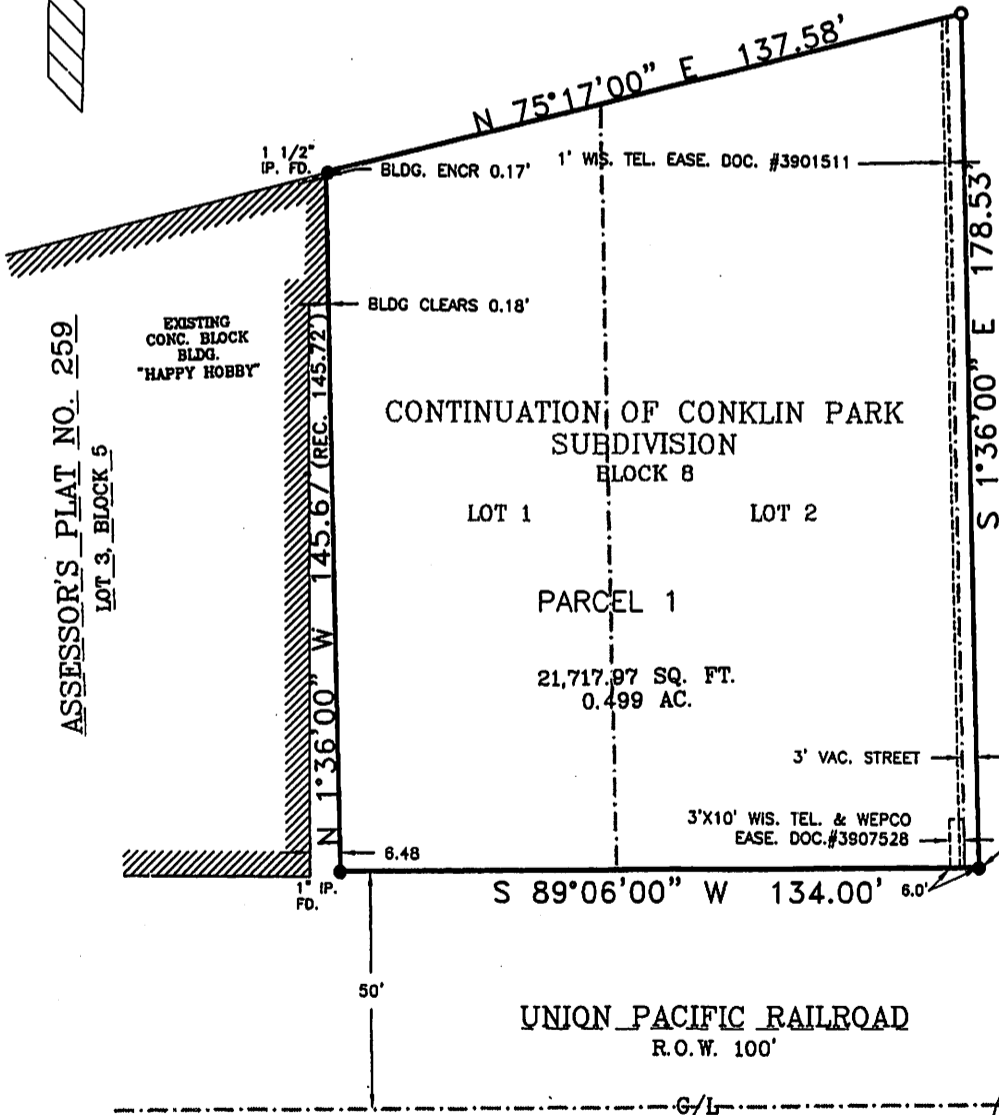 N 75°17'00" E 137.58'
1 1/2"
IP. FD.
BLDG. ENCR 0.17'
1' WIS. TEL. EASE. DOC. #3901511
S 1°36'00" E 178.53'
BLDG CLEARS 0.18'
EXISTING
CONC. BLOCK
BLDG.
"HAPPY HOBBY"
ASSESSOR'S PLAT NO. 259
LOT 3, BLOCK 5
N 1°36'00" W 145.67 (REC. 145.72')
CONTINUATION OF CONKLIN PARK
SUBDIVISION
BLOCK 8
LOT 1
LOT 2
PARCEL 1
21,717.97 SQ. FT.
0.499 AC.
3' VAC. STREET
3'X10' WIS. TEL. & WEPCO
EASE. DOC.#3907528
6.48
1" IP.
FD.
S 89°06'00" W 134.00'
6.0'
50'
UNION PACIFIC RAILROAD
R.O.W. 100'
C/L